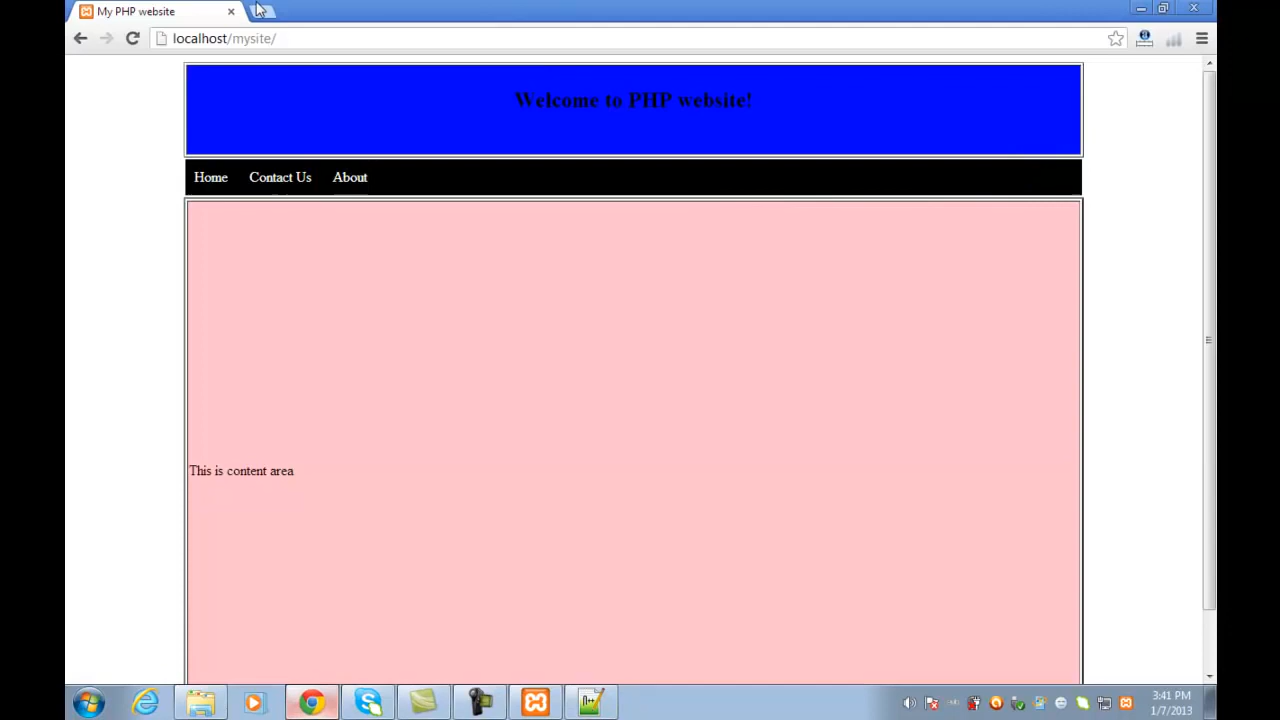 My PHP website
localhost/mysite/
Welcome to PHP website!
Home Contact Us About
This is content area
3:41 PM
1/7/2013